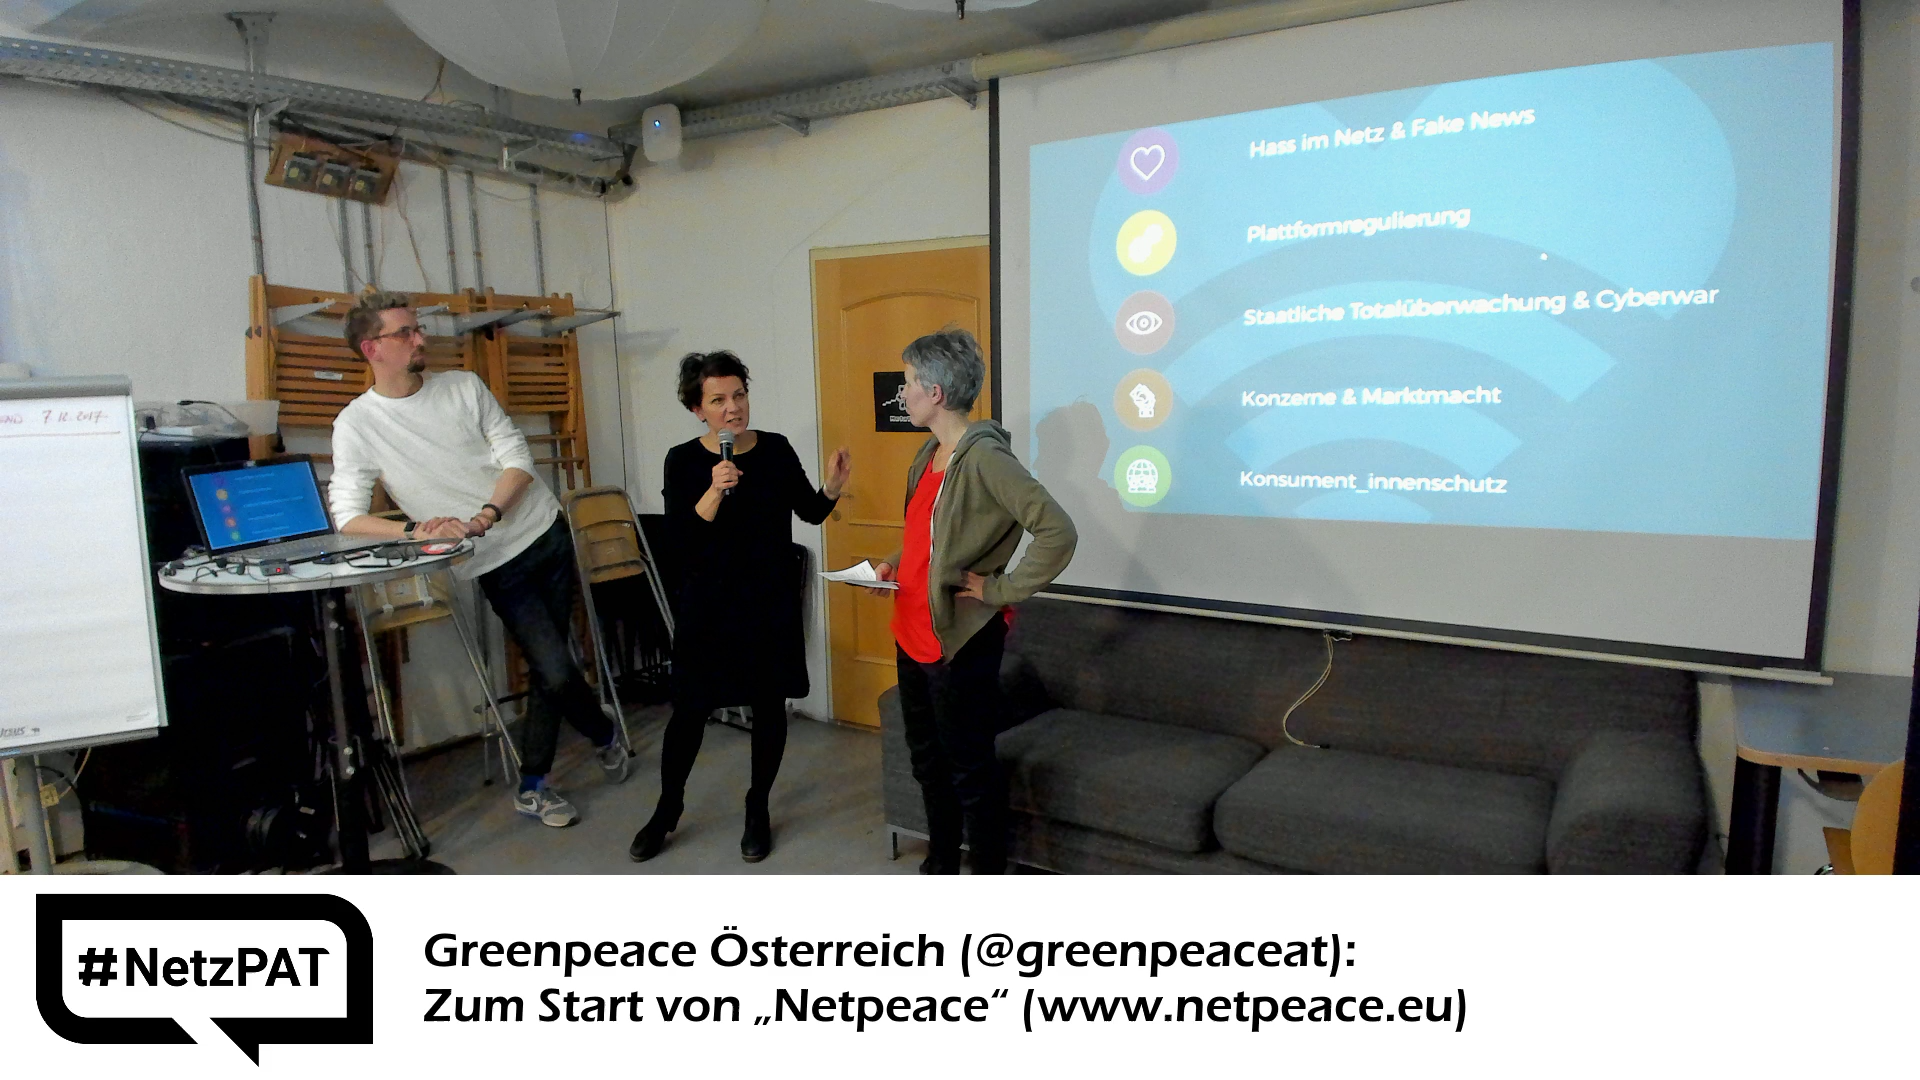 7.12.2017
Hass im Netz & Fake News
Plattformregulierung
Staatliche Totalüberwachung & Cyberwar
Konzerne & Marktmacht
Konsument_innenschutz
#NetzPAT
Greenpeace Österreich (@greenpeaceat):
Zum Start von „Netpeace“ (www.netpeace.eu)